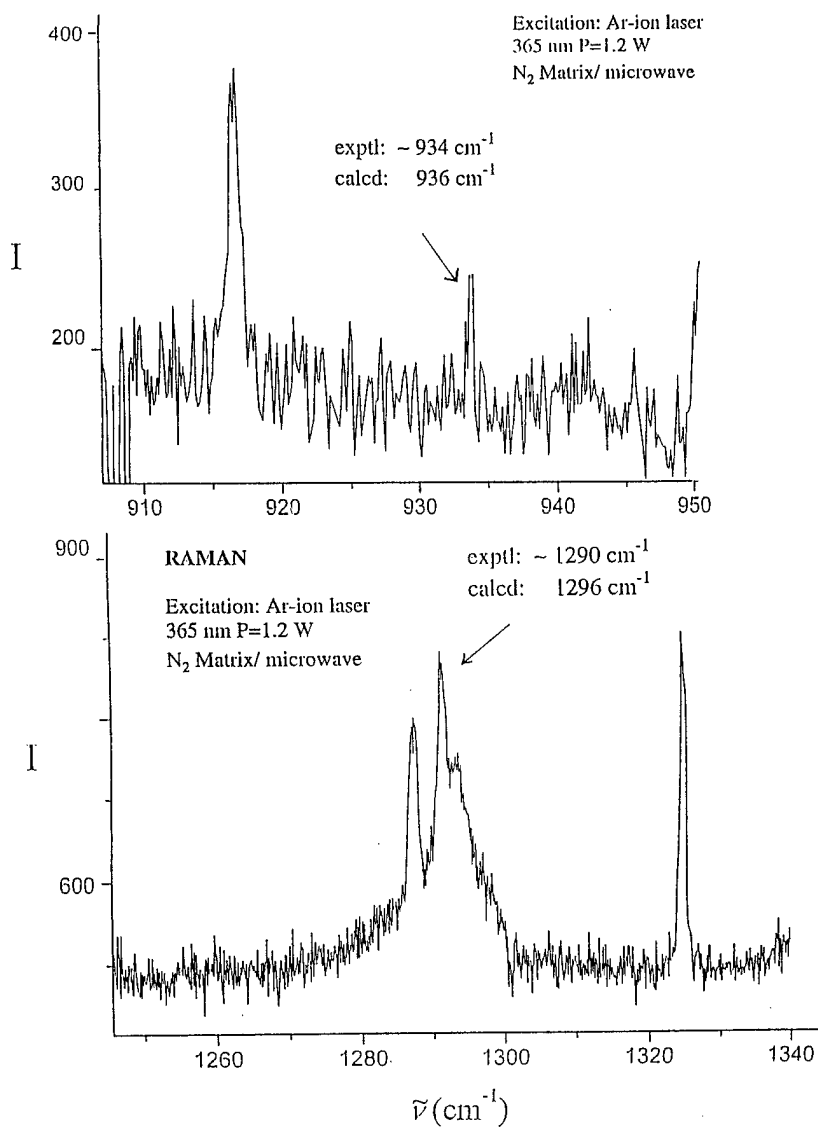 400
300
200
I
Excitation: Ar-ion laser
365 nm P=1.2 W
N₂ Matrix/ microwave
exptl: ~ 934 cm⁻¹
calcd: 936 cm⁻¹
910 920 930 940 950
900
600
I
RAMAN
Excitation: Ar-ion laser
365 nm P=1.2 W
N₂ Matrix/ microwave
exptl: ~ 1290 cm⁻¹
calcd: 1296 cm⁻¹
1260 1280 1300 1320 1340
ν̃ (cm⁻¹)